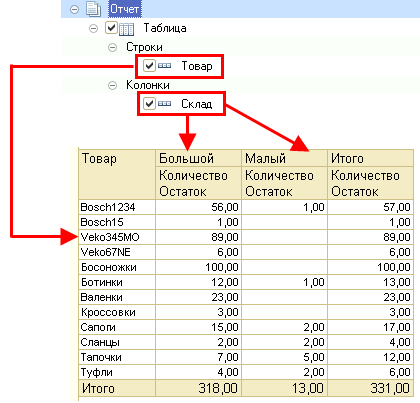 Отчет
Таблица
Строки
Товар
Колонки
Склад
Товар Большой Малый Итого
Количество Количество Количество
Остаток Остаток Остаток
Bosch1234 56,00 1,00 57,00
Bosch15 1,00 1,00
Veko345MO 89,00 89,00
Veko67NE 6,00 6,00
Босоножки 100,00 100,00
Ботинки 12,00 1,00 13,00
Валенки 23,00 23,00
Кроссовки 3,00 3,00
Сапоги 15,00 2,00 17,00
Сланцы 2,00 2,00 4,00
Тапочки 7,00 5,00 12,00
Туфли 4,00 2,00 6,00
Итого 318,00 13,00 331,00